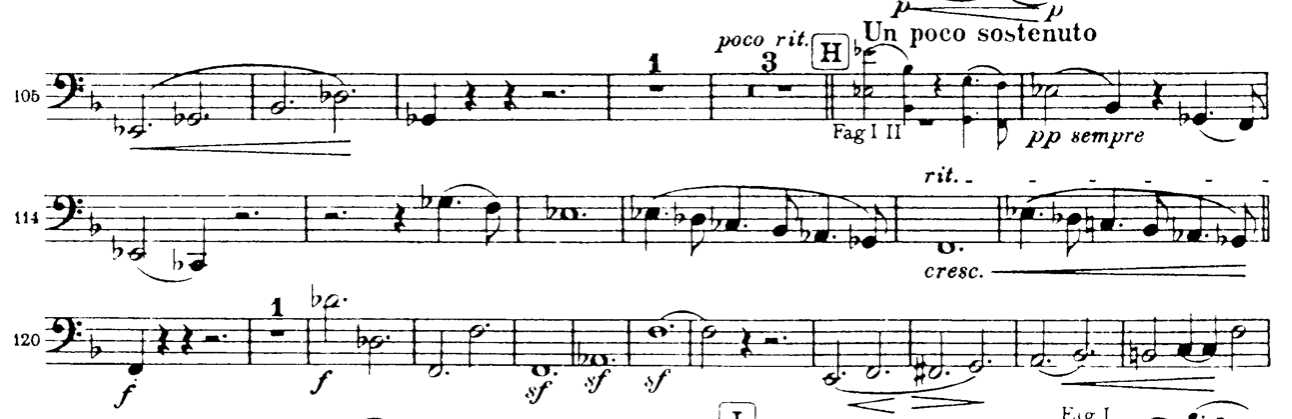 p p
poco rit. H Un poco sostenuto
105 1 3
Fag I II pp sempre
rit.
114
cresc.
1
120
f f sf sf sf
I Fag I